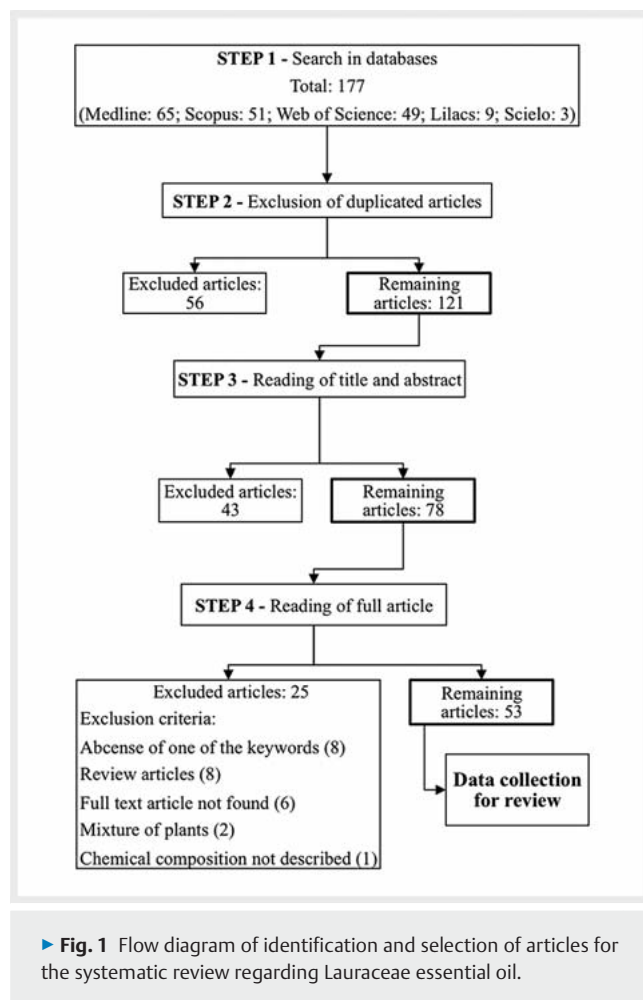 STEP 1 - Search in databases
Total: 177
(Medline: 65; Scopus: 51; Web of Science: 49; Lilacs: 9; Scielo: 3)
STEP 2 - Exclusion of duplicated articles
Excluded articles:
56
Remaining
articles: 121
STEP 3 - Reading of title and abstract
Excluded articles:
43
Remaining
articles: 78
STEP 4 - Reading of full article
Excluded articles: 25
Exclusion criteria:
Absense of one of the keywords (8)
Review articles (8)
Full text article not found (6)
Mixture of plants (2)
Chemical composition not described (1)
Remaining
articles: 53
Data collection
for review
▶ Fig. 1 Flow diagram of identification and selection of articles for
the systematic review regarding Lauraceae essential oil.